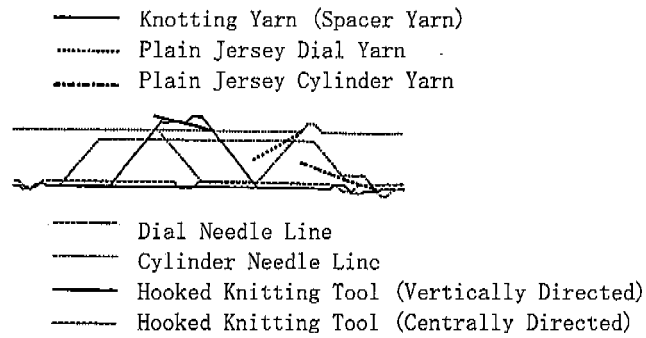 Knotting Yarn (Spacer Yarn)
Plain Jersey Dial Yarn
Plain Jersey Cylinder Yarn
Dial Needle Line
Cylinder Needle Line
Hooked Knitting Tool (Vertically Directed)
Hooked Knitting Tool (Centrally Directed)